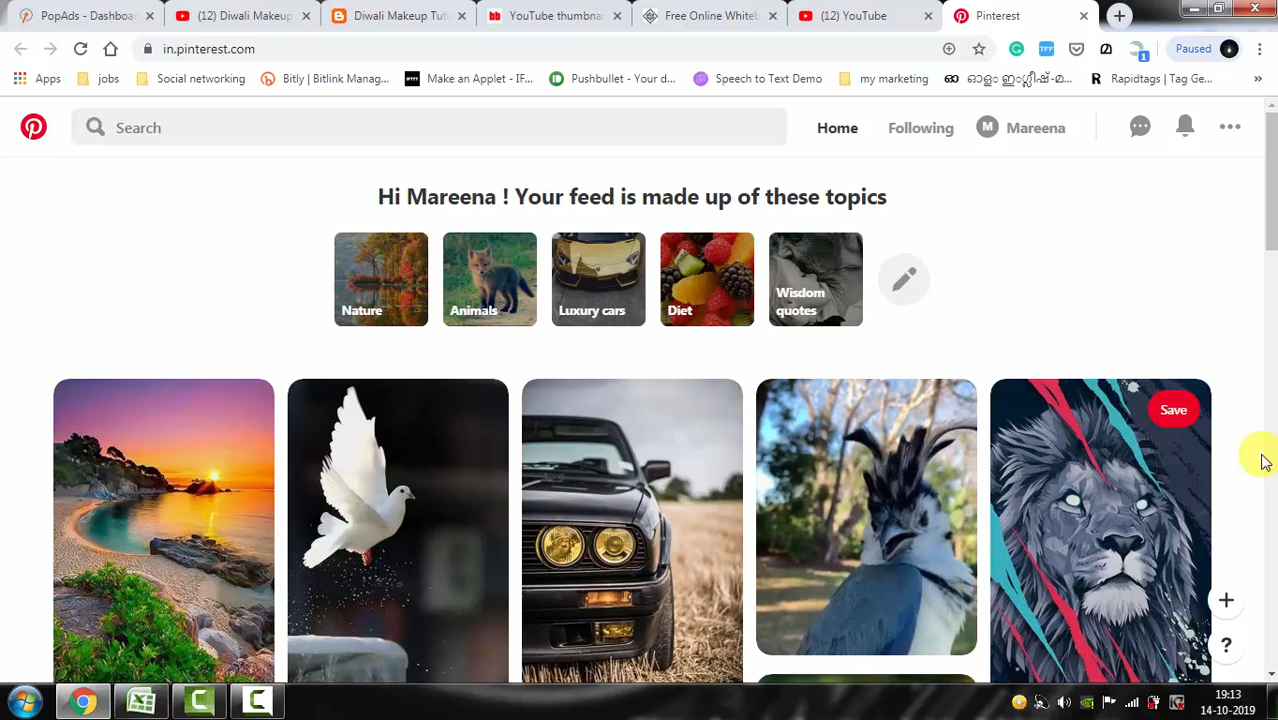 PopAds - Dashboa
(12) Diwali Makeup
Diwali Makeup Tut
YouTube thumbna
Free Online Whiteb
(12) YouTube
Pinterest
in.pinterest.com
Paused
Apps
jobs
Social networking
Bitly | Bitlink Manag...
Make an Applet - IF...
Pushbullet - Your d...
Speech to Text Demo
my marketing
ഓളം ഇംഗ്ലീഷ്-മ...
Rapidtags | Tag Ge...
»
Search
Home
Following
M
Mareena
Hi Mareena ! Your feed is made up of these topics
Nature
Animals
Luxury cars
Diet
Wisdom
quotes
Save
+
?
19:13
14-10-2019